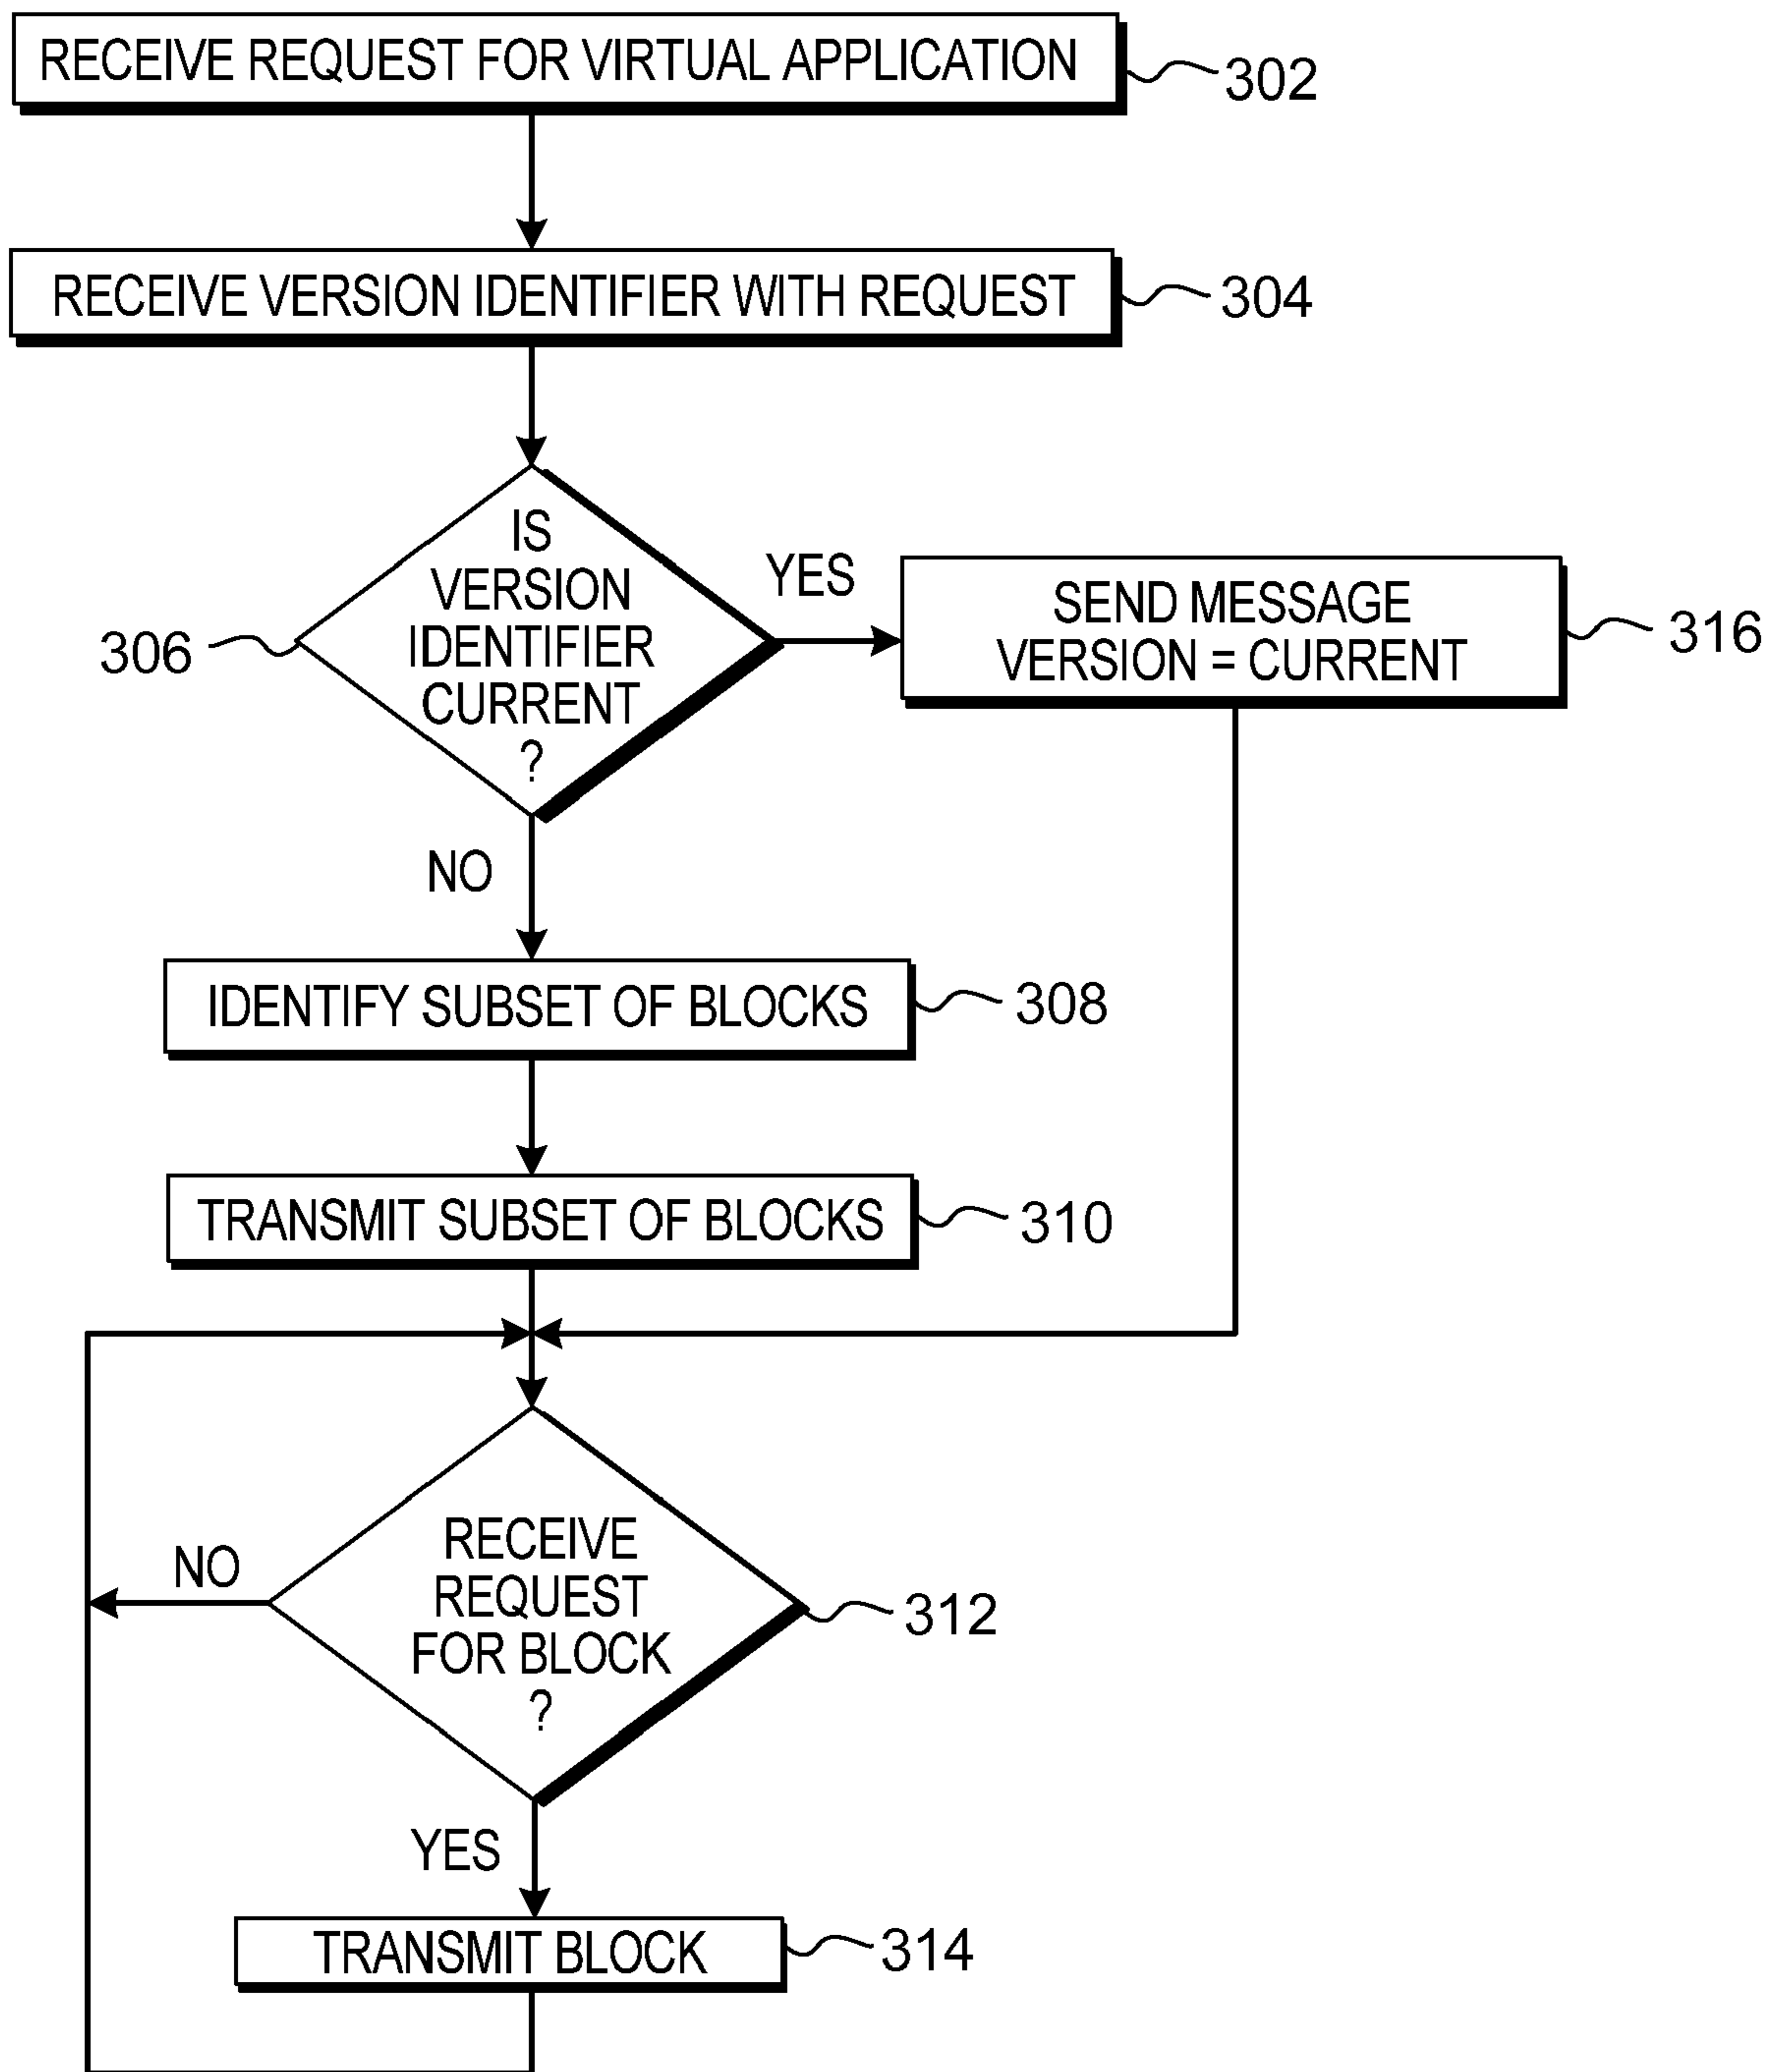 RECEIVE REQUEST FOR VIRTUAL APPLICATION
302
RECEIVE VERSION IDENTIFIER WITH REQUEST
304
IS
VERSION
IDENTIFIER
CURRENT
?
306
YES
SEND MESSAGE
VERSION = CURRENT
316
NO
IDENTIFY SUBSET OF BLOCKS
308
TRANSMIT SUBSET OF BLOCKS
310
RECEIVE
REQUEST
FOR BLOCK
?
312
NO
YES
TRANSMIT BLOCK
314